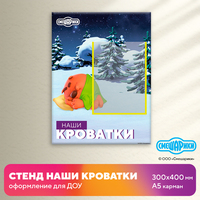 СМЕШАРИКИ
НАШИ
КРОВАТКИ
СМЕШАРИКИ
© ООО «Смешарики»
СТЕНД НАШИ КРОВАТКИ
оформление для ДОУ
300х400 мм
А5 карман